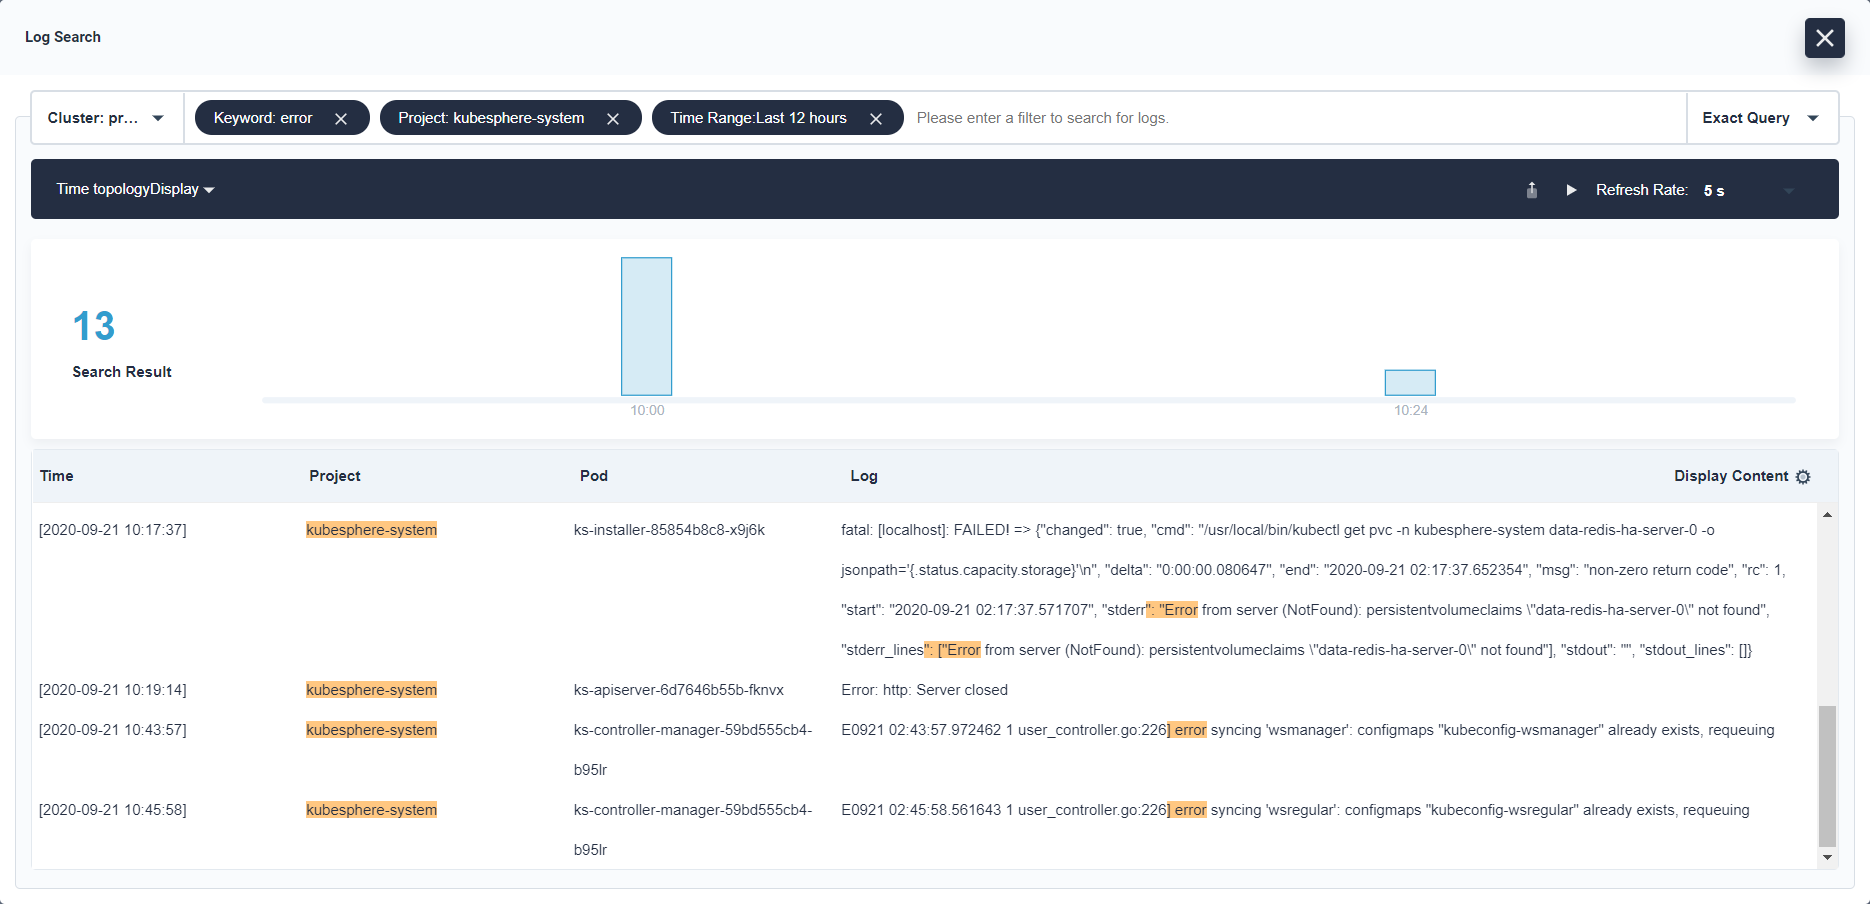 Log Search
Cluster: pr...
Keyword: error
Project: kubesphere-system
Time Range:Last 12 hours
Please enter a filter to search for logs.
Exact Query
Time topologyDisplay
Refresh Rate: 5 s
13
Search Result
10:00
10:24
Time Project Pod Log Display Content
[2020-09-21 10:17:37] kubesphere-system ks-installer-85854b8c8-x9j6k fatal: [localhost]: FAILED! => {"changed": true, "cmd": "/usr/local/bin/kubectl get pvc -n kubesphere-system data-redis-ha-server-0 -o
jsonpath='{.status.capacity.storage}'\n", "delta": "0:00:00.080647", "end": "2020-09-21 02:17:37.652354", "msg": "non-zero return code", "rc": 1,
"start": "2020-09-21 02:17:37.571707", "stderr": "Error from server (NotFound): persistentvolumeclaims \"data-redis-ha-server-0\" not found",
"stderr_lines": ["Error from server (NotFound): persistentvolumeclaims \"data-redis-ha-server-0\" not found"], "stdout": "", "stdout_lines": []}
[2020-09-21 10:19:14] kubesphere-system ks-apiserver-6d7646b55b-fknvx Error: http: Server closed
[2020-09-21 10:43:57] kubesphere-system ks-controller-manager-59bd555cb4- E0921 02:43:57.972462 1 user_controller.go:226] error syncing 'wsmanager': configmaps "kubeconfig-wsmanager" already exists, requeuing
b95lr
[2020-09-21 10:45:58] kubesphere-system ks-controller-manager-59bd555cb4- E0921 02:45:58.561643 1 user_controller.go:226] error syncing 'wsregular': configmaps "kubeconfig-wsregular" already exists, requeuing
b95lr